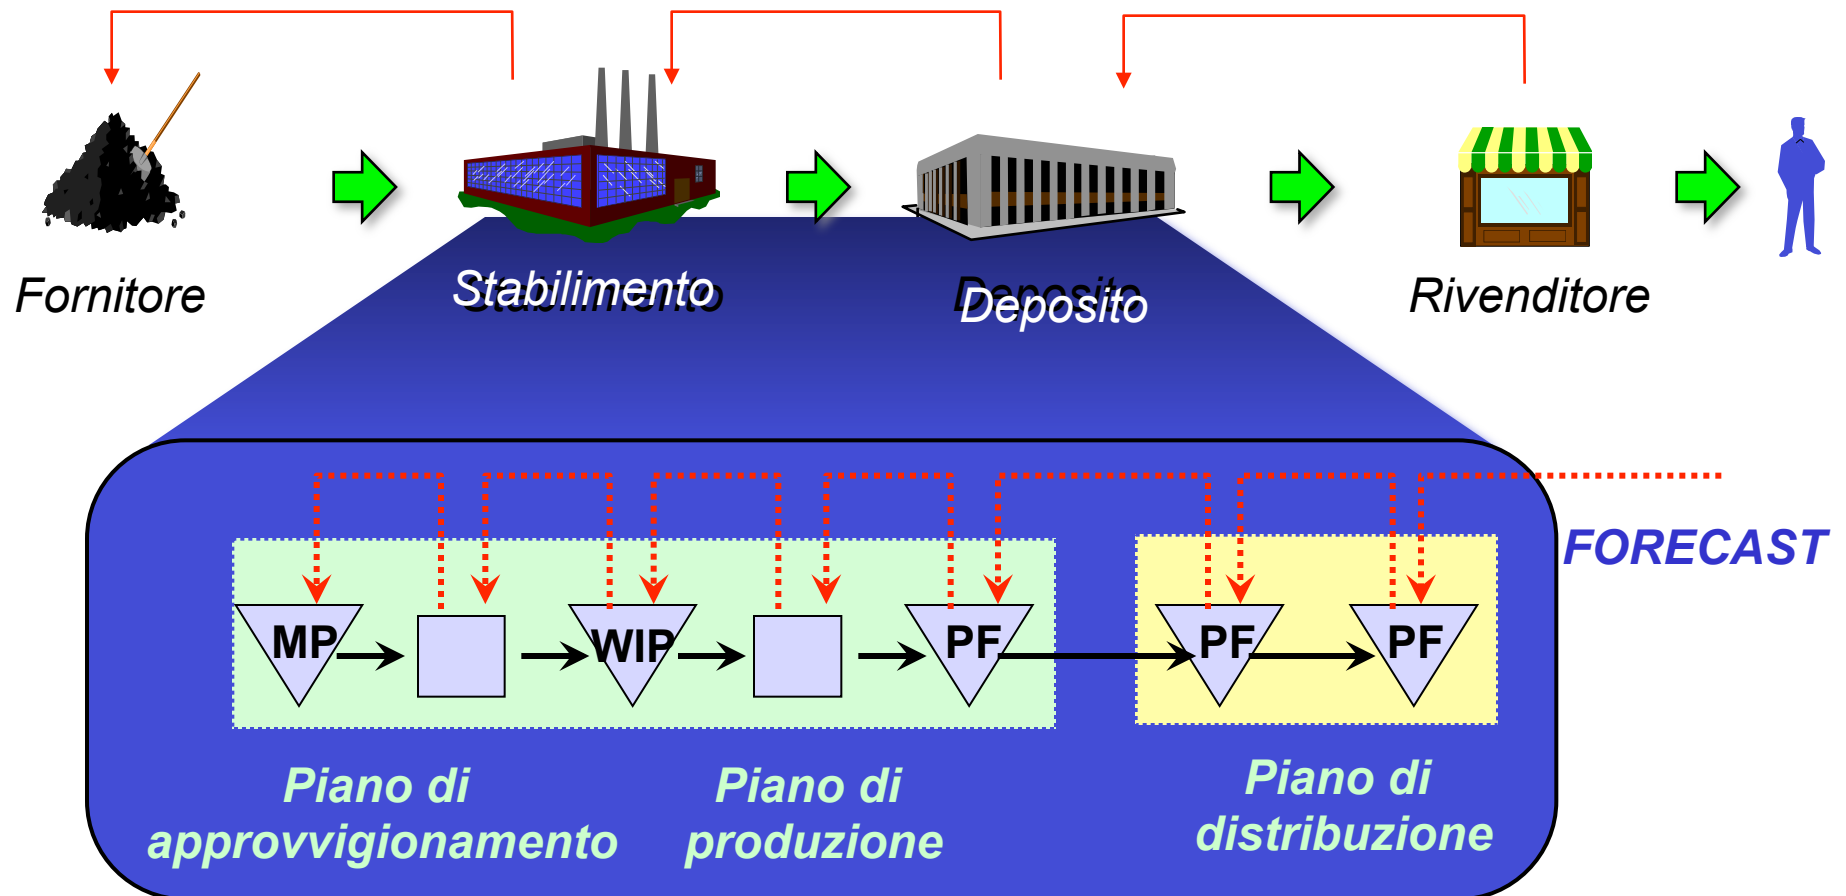 Fornitore
Stabilimento
Deposito
Rivenditore
FORECAST
MP
WIP
PF
PF
PF
Piano di
approvvigionamento
Piano di
produzione
Piano di
distribuzione